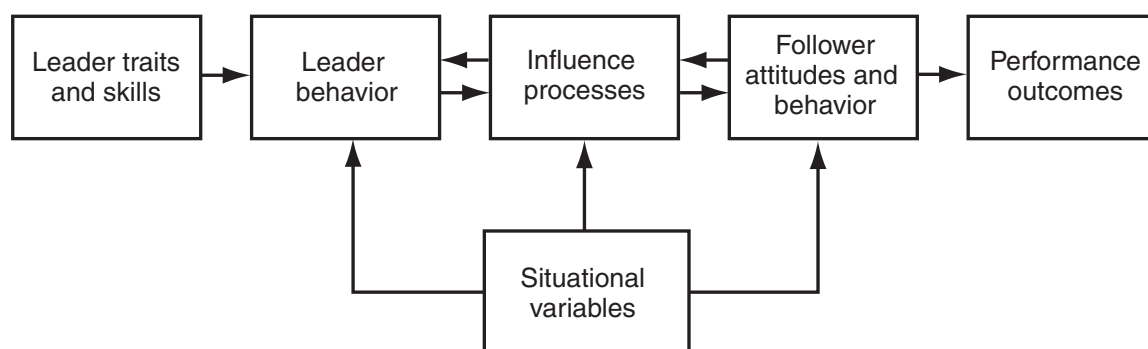 Leader traits
and skills
Leader
behavior
Influence
processes
Follower
attitudes and
behavior
Performance
outcomes
Situational
variables